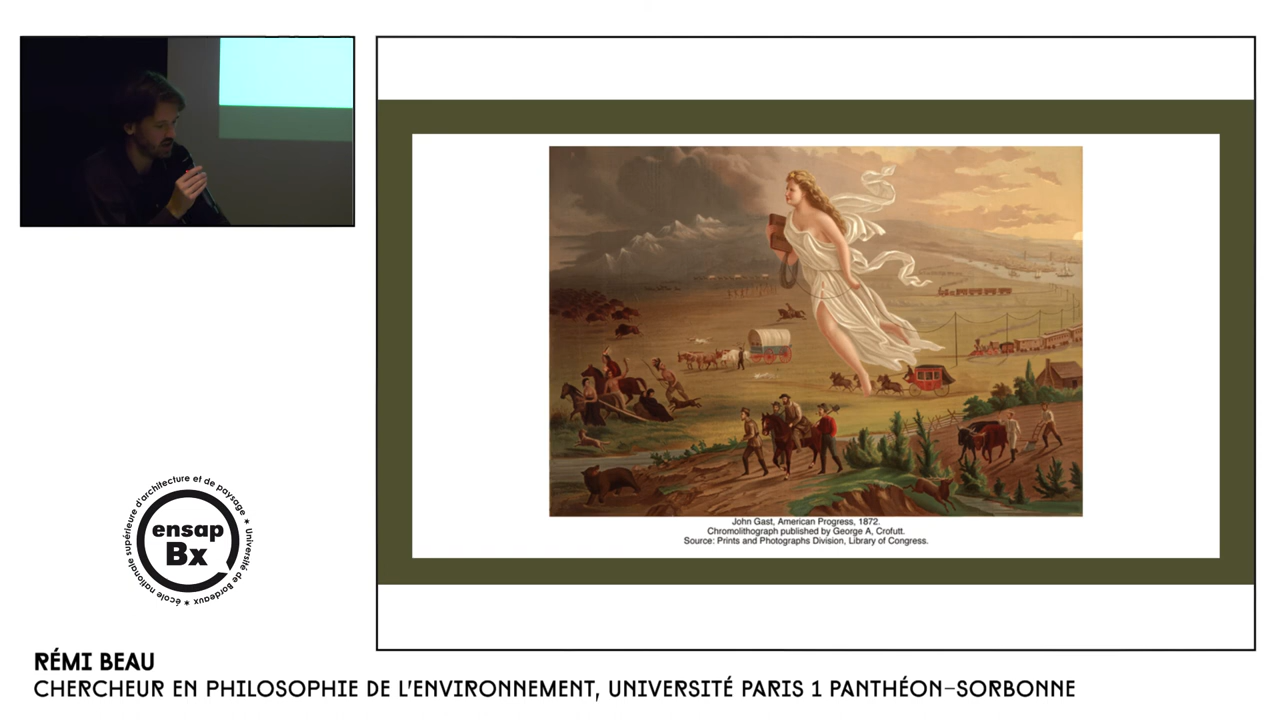 John Gast, American Progress, 1872.
Chromolithograph published by George A, Crofutt.
Source: Prints and Photographs Division, Library of Congress.
école nationale supérieure d'architecture et de paysage * Université de Bordeaux *
ensap
Bx
RÉMI BEAU
CHERCHEUR EN PHILOSOPHIE DE L'ENVIRONNEMENT, UNIVERSITÉ PARIS 1 PANTHÉON-SORBONNE